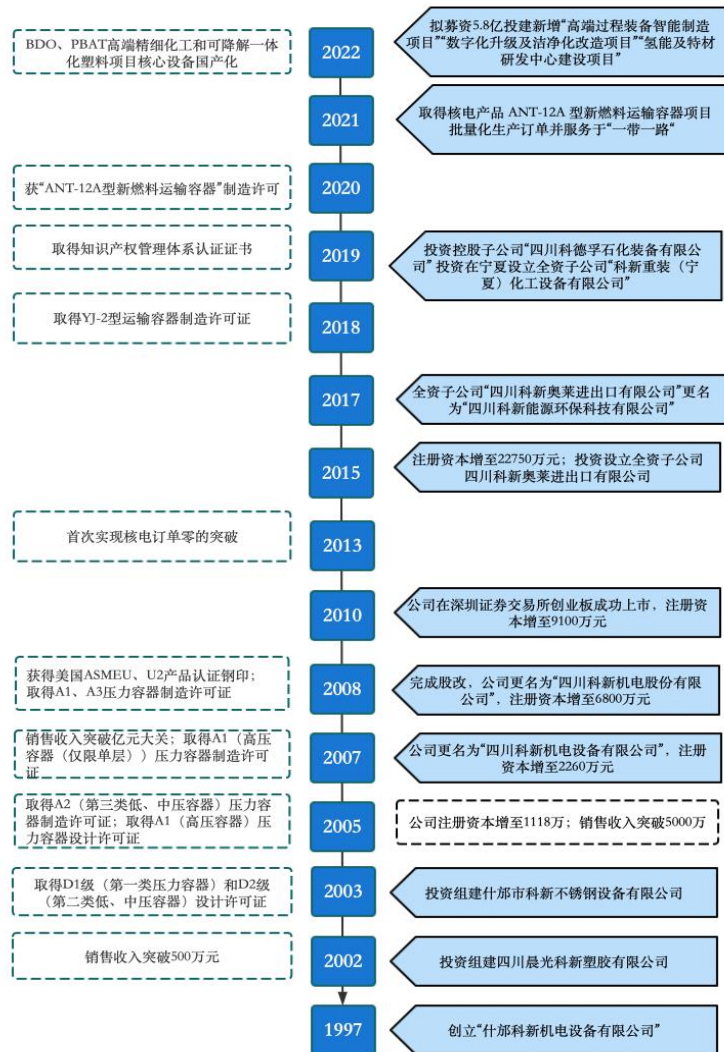 BDO、PBAT高端精细化工和可降解一体
化塑料项目核心设备国产化
2022
拟募资5.8亿投建新增“高端过程装备智能制造
项目”“数字化升级及洁净化改造项目”“氢能及特材
研发中心建设项目”
2021
取得核电产品 ANT-12A 型新燃料运输容器项目
批量化生产订单并服务于“一带一路“
获“ANT-12A型新燃料运输容器”制造许可
2020
取得知识产权管理体系认证证书
2019
投资控股子公司“四川科德孚石化装备有限公
司” 投资在宁夏设立全资子公司“科新重装（宁
夏）化工设备有限公司”
取得YJ-2型运输容器制造许可证
2018
2017
全资子公司“四川科新奥莱进出口有限公司”更名
为“四川科新能源环保科技有限公司”
2015
注册资本增至22750万元；投资设立全资子公司
四川科新奥莱进出口有限公司
首次实现核电订单零的突破
2013
2010
公司在深圳证券交易所创业板成功上市，注册资
本增至9100万元
获得美国ASMEU、U2产品认证钢印；
取得A1、A3压力容器制造许可证
2008
完成股改，公司更名为“四川科新机电股份有限
公司”，注册资本增至6800万元
销售收入突破亿元大关；取得A1（高压
容器（仅限单层））压力容器制造许可
证
2007
公司更名为“四川科新机电设备有限公司”，注册
资本增至2260万元
取得A2（第三类低、中压容器）压力容
器制造许可证；取得A1（高压容器）压
力容器设计许可证
2005
公司注册资本增至1118万；销售收入突破5000万
取得D1级（第一类压力容器）和D2级
（第二类低、中压容器）设计许可证
2003
投资组建什邡市科新不锈钢设备有限公司
销售收入突破500万元
2002
投资组建四川晨光科新塑胶有限公司
1997
创立“什邡科新机电设备有限公司”